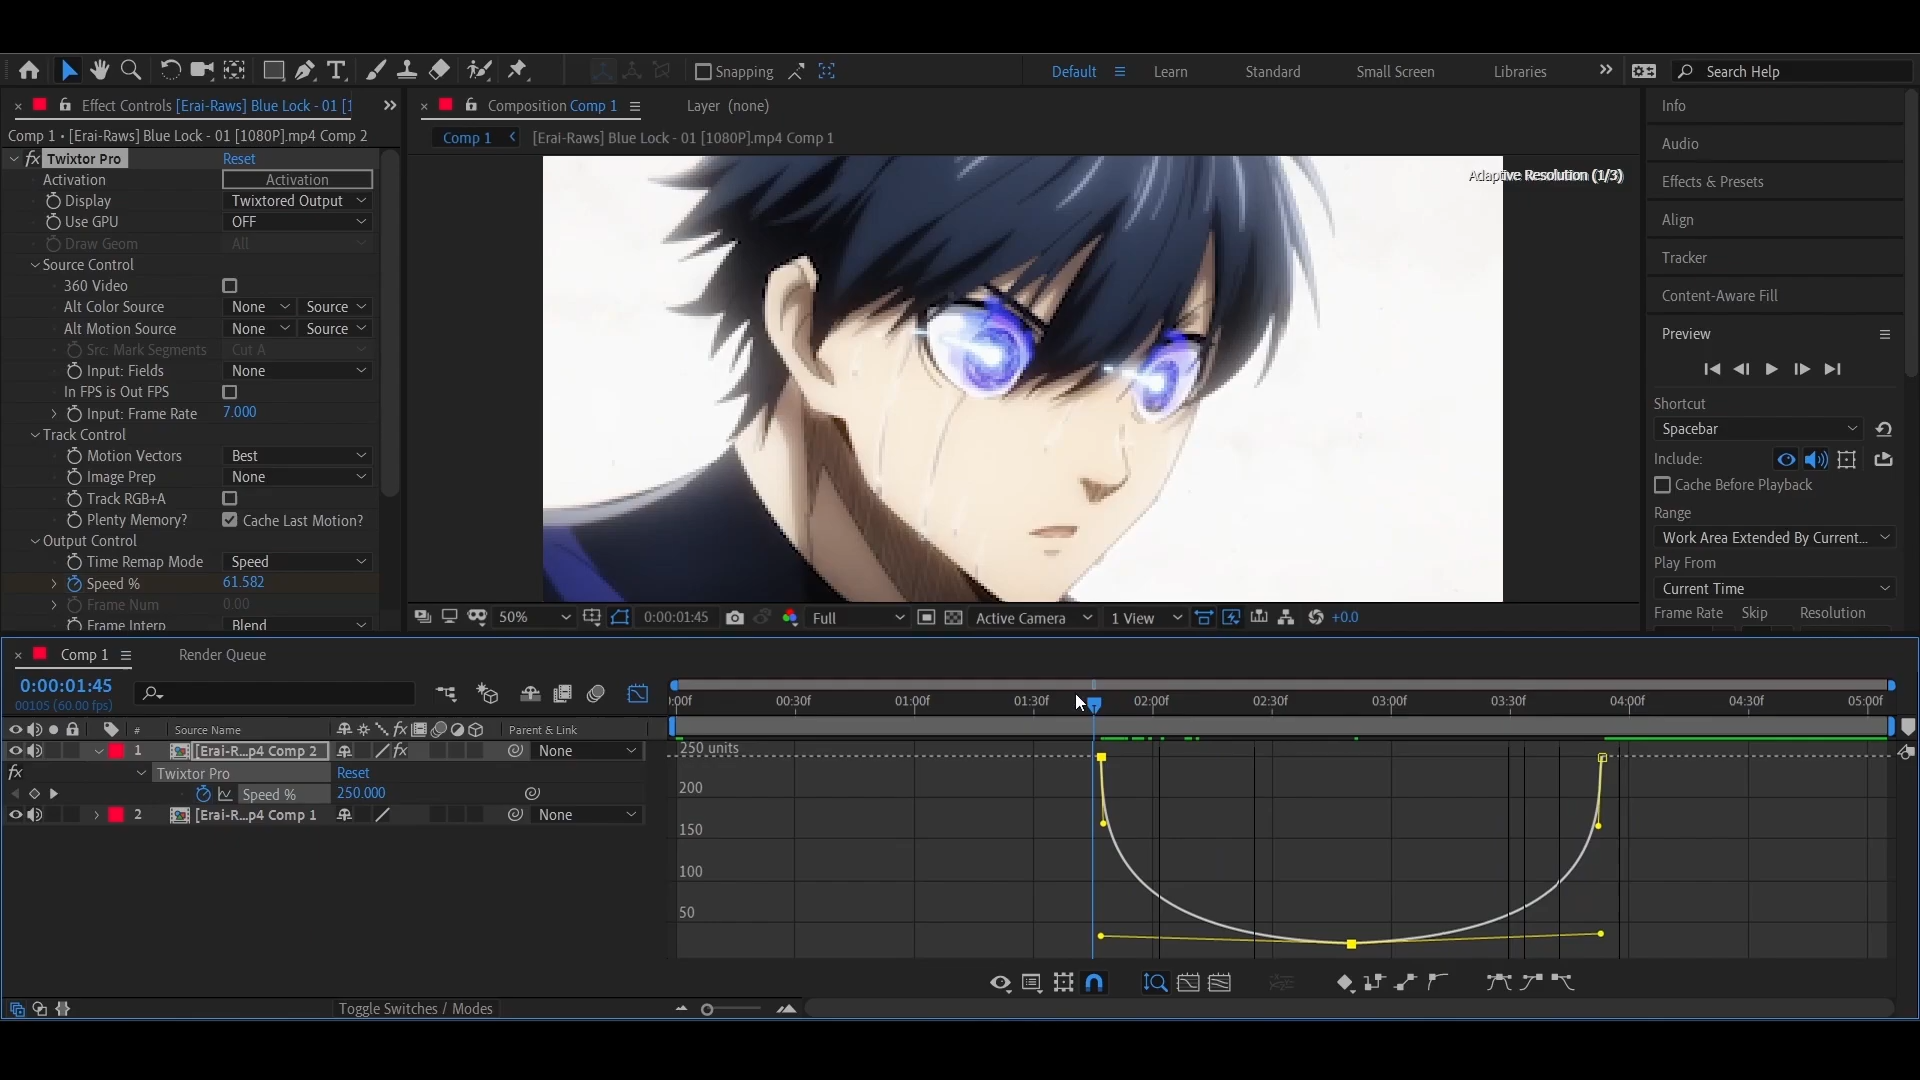 Snapping
Default
Learn
Standard
Small Screen
Libraries
Search Help
Effect Controls [Erai-Raws] Blue Lock - 01 [1
Composition Comp 1
Layer (none)
Info
Comp 1 • [Erai-Raws] Blue Lock - 01 [1080P].mp4 Comp 2
Comp 1
[Erai-Raws] Blue Lock - 01 [1080P].mp4 Comp 1
Audio
fx Twixtor Pro Reset
Activation Activation
Adaptive Resolution (1/3)
Effects & Presets
Display Twixtored Output
Use GPU OFF
Align
Draw Geom All
Source Control
Tracker
360 Video
Alt Color Source None Source
Content-Aware Fill
Alt Motion Source None Source
Preview
Src: Mark Segments Cut A
Input: Fields None
In FPS is Out FPS
Shortcut
Input: Frame Rate 7.000
Spacebar
Track Control
Motion Vectors Best
Include:
Image Prep None
Cache Before Playback
Track RGB+A
Range
Plenty Memory? Cache Last Motion?
Work Area Extended By Current...
Output Control
Time Remap Mode Speed
Play From
Speed % 61.582
Current Time
Frame Num 0.00
Frame Rate Skip Resolution
Frame Interp Blend
50%
0:00:01:45
Full
Active Camera
1 View
+0.0
Comp 1
Render Queue
0:00:01:45
00105 (60.00 fps)
:00f 00:30f 01:00f 01:30f 02:00f 02:30f 03:00f 03:30f 04:00f 04:30f 05:00f
# Source Name fx Parent & Link
1 [Erai-R...p4 Comp 2 fx None
250 units
fx Twixtor Pro Reset
Speed % 250.000
200
2 [Erai-R...p4 Comp 1 None
150
100
50
Toggle Switches / Modes